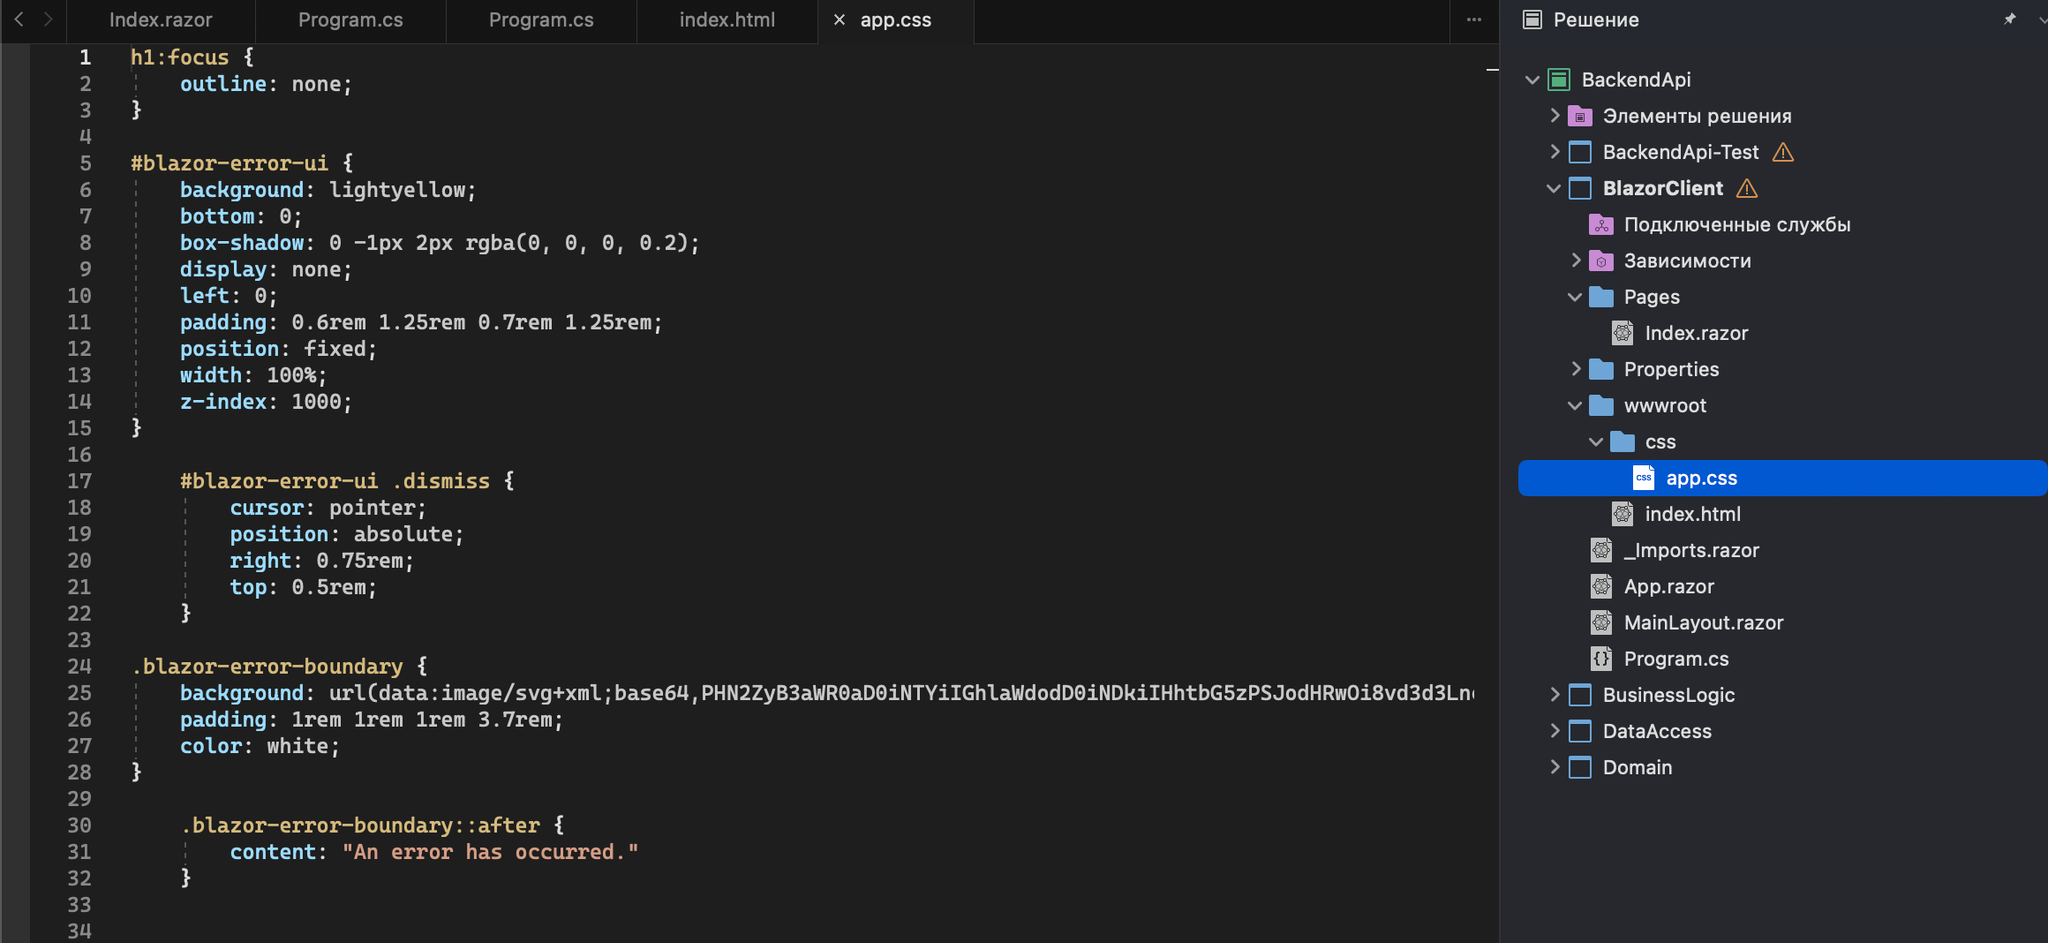 Index.razor
Program.cs
Program.cs
index.html
× app.css
···
1 h1:focus {
2 outline: none;
3 }
4
5 #blazor-error-ui {
6 background: lightyellow;
7 bottom: 0;
8 box-shadow: 0 -1px 2px rgba(0, 0, 0, 0.2);
9 display: none;
10 left: 0;
11 padding: 0.6rem 1.25rem 0.7rem 1.25rem;
12 position: fixed;
13 width: 100%;
14 z-index: 1000;
15 }
16
17 #blazor-error-ui .dismiss {
18 cursor: pointer;
19 position: absolute;
20 right: 0.75rem;
21 top: 0.5rem;
22 }
23
24 .blazor-error-boundary {
25 background: url(data:image/svg+xml;base64,PHN2ZyB3aWR0aD0iNTYiIGhlaWdodD0iNDkiIHhtbG5zPSJodHRwOi8vd3d3Ln
26 padding: 1rem 1rem 1rem 3.7rem;
27 color: white;
28 }
29
30 .blazor-error-boundary::after {
31 content: "An error has occurred."
32 }
33
34
Решение
BackendApi
Элементы решения
BackendApi-Test
BlazorClient
Подключенные службы
Зависимости
Pages
Index.razor
Properties
wwwroot
css
app.css
index.html
_Imports.razor
App.razor
MainLayout.razor
Program.cs
BusinessLogic
DataAccess
Domain